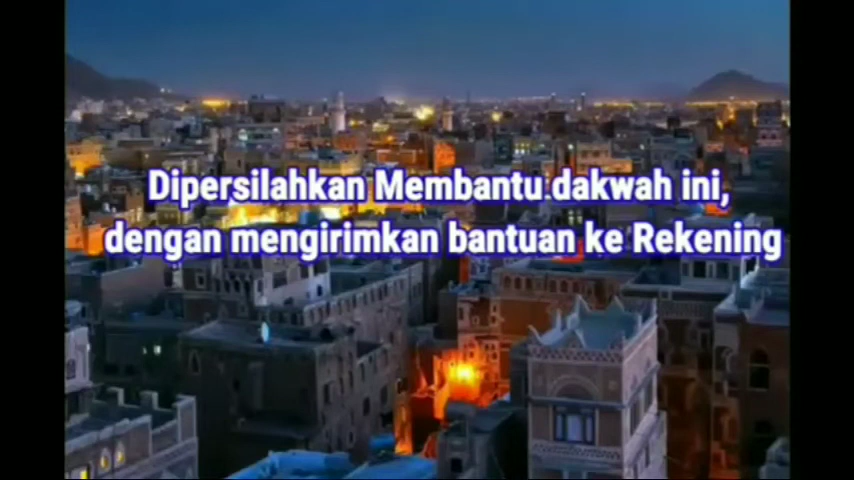 Dipersilahkan Membantu dakwah ini,
dengan mengirimkan bantuan ke Rekening